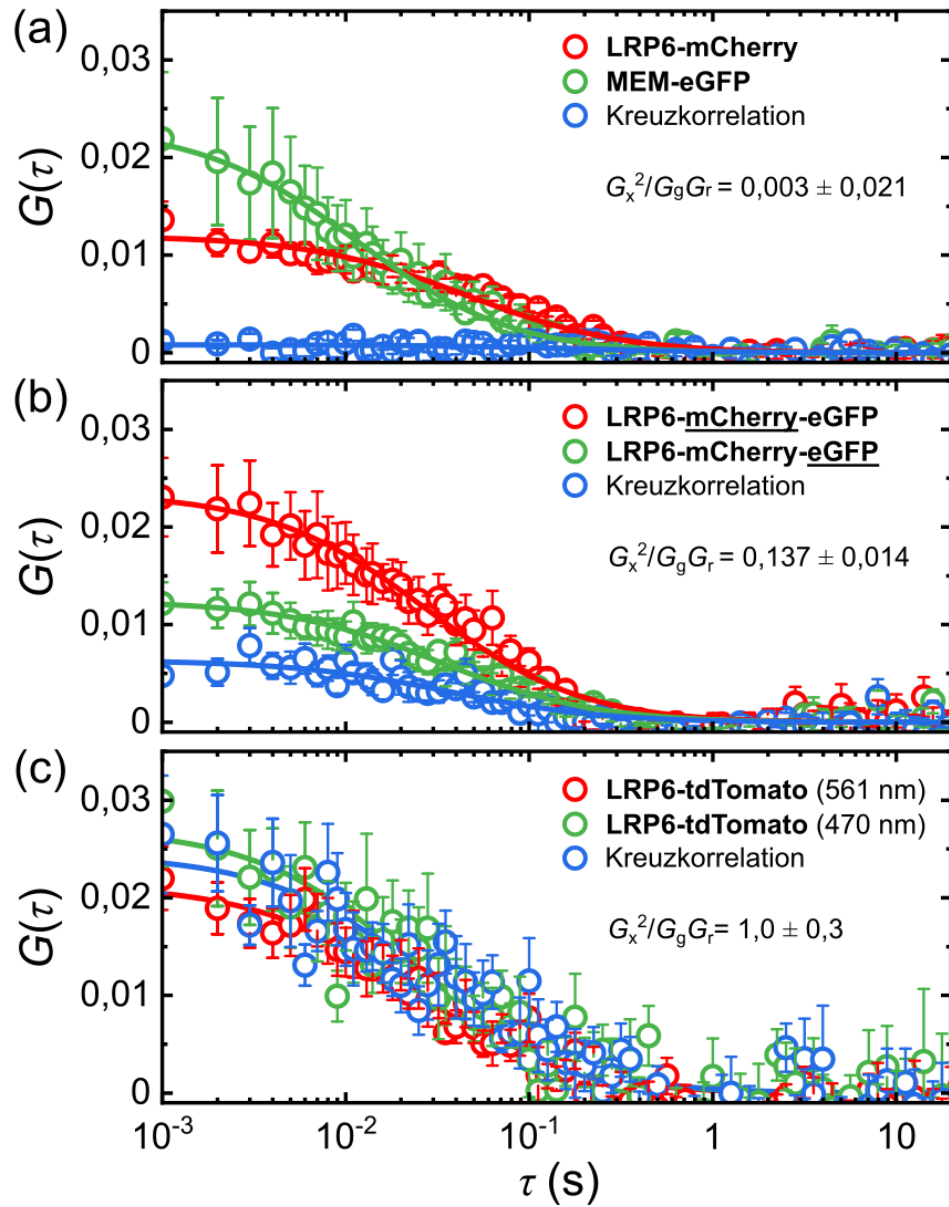 (a)
0,03
0,02
0,01
0
G(τ)
LRP6-mCherry
MEM-eGFP
Kreuzkorrelation
Gₓ²/GgGr = 0,003 ± 0,021
(b)
0,03
0,02
0,01
0
G(τ)
LRP6-mCherry-eGFP
LRP6-mCherry-eGFP
Kreuzkorrelation
Gₓ²/GgGr = 0,137 ± 0,014
(c)
0,03
0,02
0,01
0
G(τ)
LRP6-tdTomato (561 nm)
LRP6-tdTomato (470 nm)
Kreuzkorrelation
Gₓ²/GgGr = 1,0 ± 0,3
10⁻³ 10⁻² 10⁻¹ 1 10
τ (s)